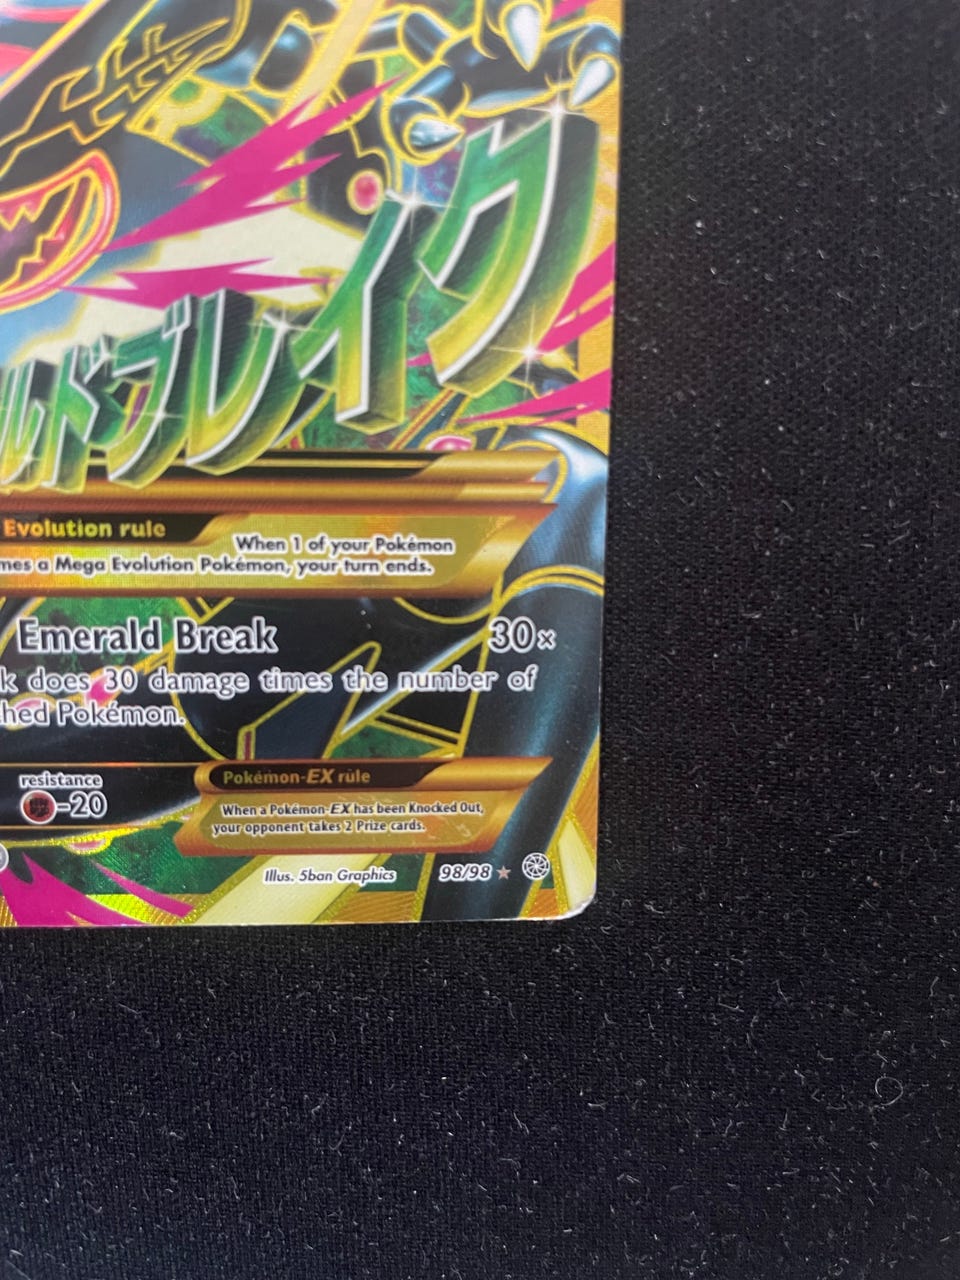 ルドブレイク
Evolution rule
When 1 of your Pokémon
mes a Mega Evolution Pokémon, your turn ends.
Emerald Break 30×
k does 30 damage times the number of
hed Pokémon.
resistance
-20
Pokémon-EX rule
When a Pokémon-EX has been Knocked Out,
your opponent takes 2 Prize cards.
Illus. 5ban Graphics 98/98 ★